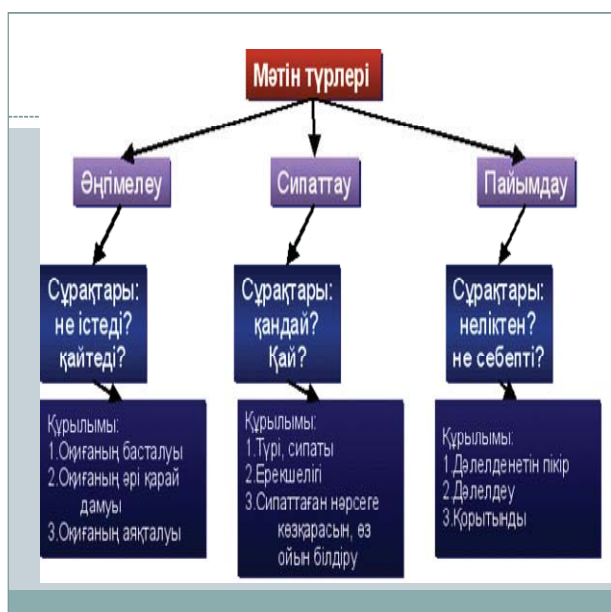 Мәтін түрлері
Әңгімелеу
Сипаттау
Пайымдау
Сұрақтары:
не істеді?
қайтеді?
Сұрақтары:
қандай?
Қай?
Сұрақтары:
неліктен?
не себепті?
Құрылымы:
1.Оқиғаның басталуы
2.Оқиғаның әрі қарай
дамуы
3.Оқиғаның аяқталуы
Құрылымы:
1.Түрі, сипаты
2.Ерекшелігі
3.Сипаттаған нәрсеге
көзқарасын, өз
ойын білдіру
Құрылымы:
1.Дәлелденетін пікір
2.Дәлелдеу
3.Қорытынды